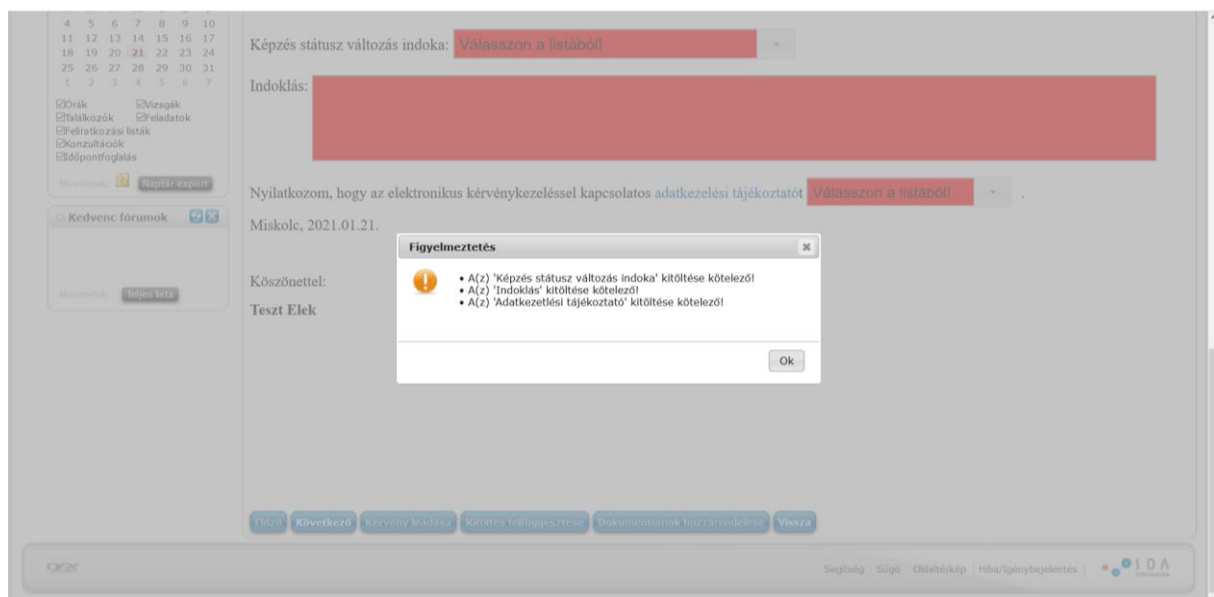 4 5 6 7 8 9 10
11 12 13 14 15 16 17
18 19 20 21 22 23 24
25 26 27 28 29 30 31
1 2 3 4 5 6 7
Órák Vizsgák
Találkozók Feladatok
Feliratkozási listák
Konzultációk
Időpontfoglalás
Műveletek: Naptár export
Kedvenc fórumok
Műveletek: Teljes lista
Képzés státusz változás indoka: Válasszon a listából!
Indoklás:
Nyilatkozom, hogy az elektronikus kérvénykezeléssel kapcsolatos adatkezelési tájékoztatót Válasszon a listából! .
Miskolc, 2021.01.21.
Köszönettel:
Teszt Elek
Figyelmeztetés
• A(z) 'Képzés státusz változás indoka' kitöltése kötelező!
• A(z) 'Indoklás' kitöltése kötelező!
• A(z) 'Adatkezetlési tájékoztató' kitöltése kötelező!
Ok
Előző Következő Kérvény leadása Kitöltés felfüggesztése Dokumentumok hozzárendelése Vissza
Segítség Súgó Oldaltérkép Hiba/Igénybejelentés
SDA
Informatika